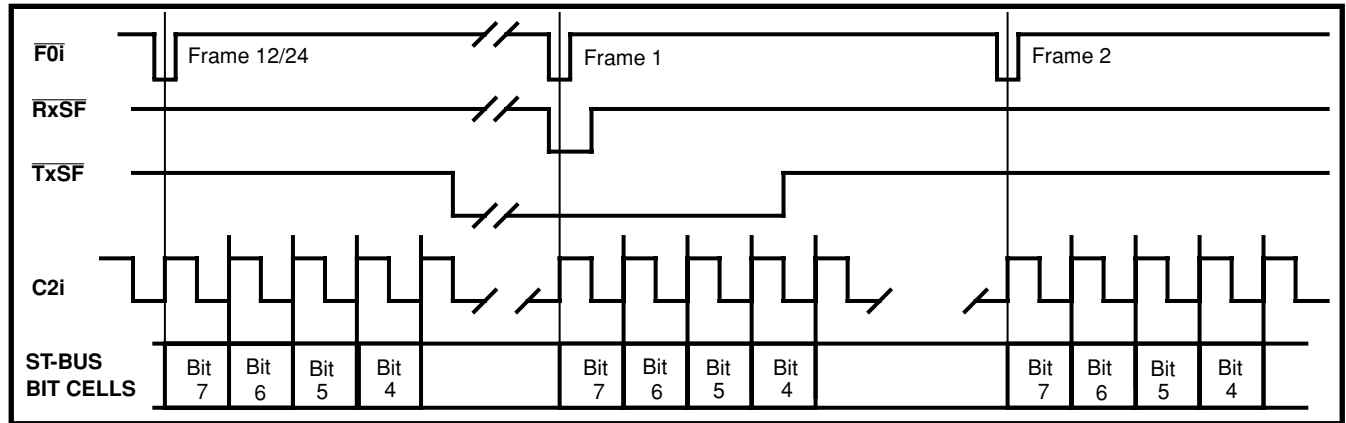 F0i Frame 12/24 Frame 1 Frame 2
RxSF
TxSF
C2i
ST-BUS
BIT CELLS
Bit 7 Bit 6 Bit 5 Bit 4 Bit 7 Bit 6 Bit 5 Bit 4 Bit 7 Bit 6 Bit 5 Bit 4